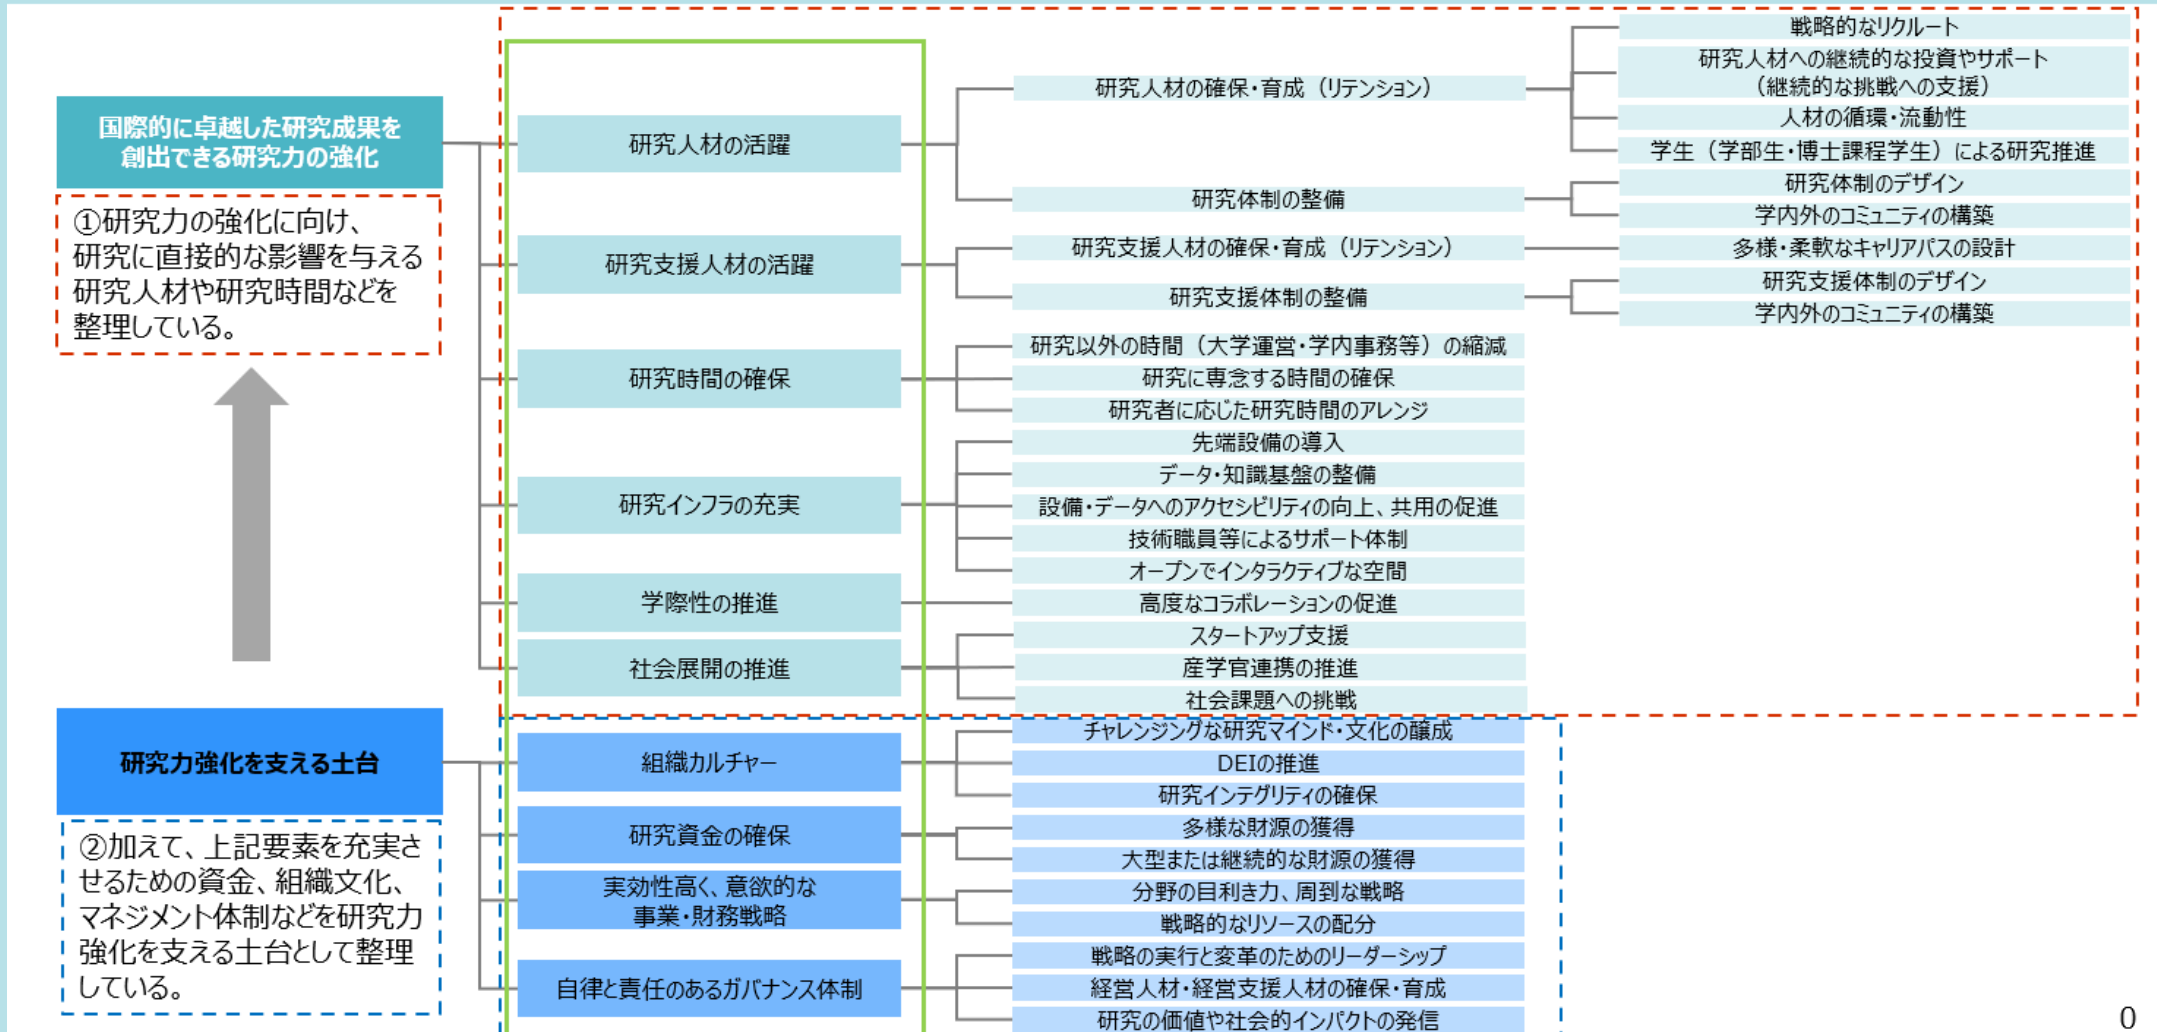 国際的に卓越した研究成果を
創出できる研究力の強化
①研究力の強化に向け、
研究に直接的な影響を与える
研究人材や研究時間などを
整理している。
研究人材の活躍
研究人材の確保・育成（リテンション）
戦略的なリクルート
研究人材への継続的な投資やサポート
（継続的な挑戦への支援）
人材の循環・流動性
学生（学部生・博士課程学生）による研究推進
研究体制の整備
研究体制のデザイン
学内外のコミュニティの構築
研究支援人材の活躍
研究支援人材の確保・育成（リテンション）
多様・柔軟なキャリアパスの設計
研究支援体制の整備
研究支援体制のデザイン
学内外のコミュニティの構築
研究時間の確保
研究以外の時間（大学運営・学内事務等）の縮減
研究に専念する時間の確保
研究者に応じた研究時間のアレンジ
研究インフラの充実
先端設備の導入
データ・知識基盤の整備
設備・データへのアクセシビリティの向上、共用の促進
技術職員等によるサポート体制
オープンでインタラクティブな空間
学際性の推進
高度なコラボレーションの促進
社会展開の推進
スタートアップ支援
産学官連携の推進
社会課題への挑戦
研究力強化を支える土台
②加えて、上記要素を充実さ
せるための資金、組織文化、
マネジメント体制などを研究力
強化を支える土台として整理
している。
組織カルチャー
チャレンジングな研究マインド・文化の醸成
DEIの推進
研究インテグリティの確保
研究資金の確保
多様な財源の獲得
大型または継続的な財源の獲得
実効性高く、意欲的な
事業・財務戦略
分野の目利き力、周到な戦略
戦略的なリソースの配分
自律と責任のあるガバナンス体制
戦略の実行と変革のためのリーダーシップ
経営人材・経営支援人材の確保・育成
研究の価値や社会的インパクトの発信
0